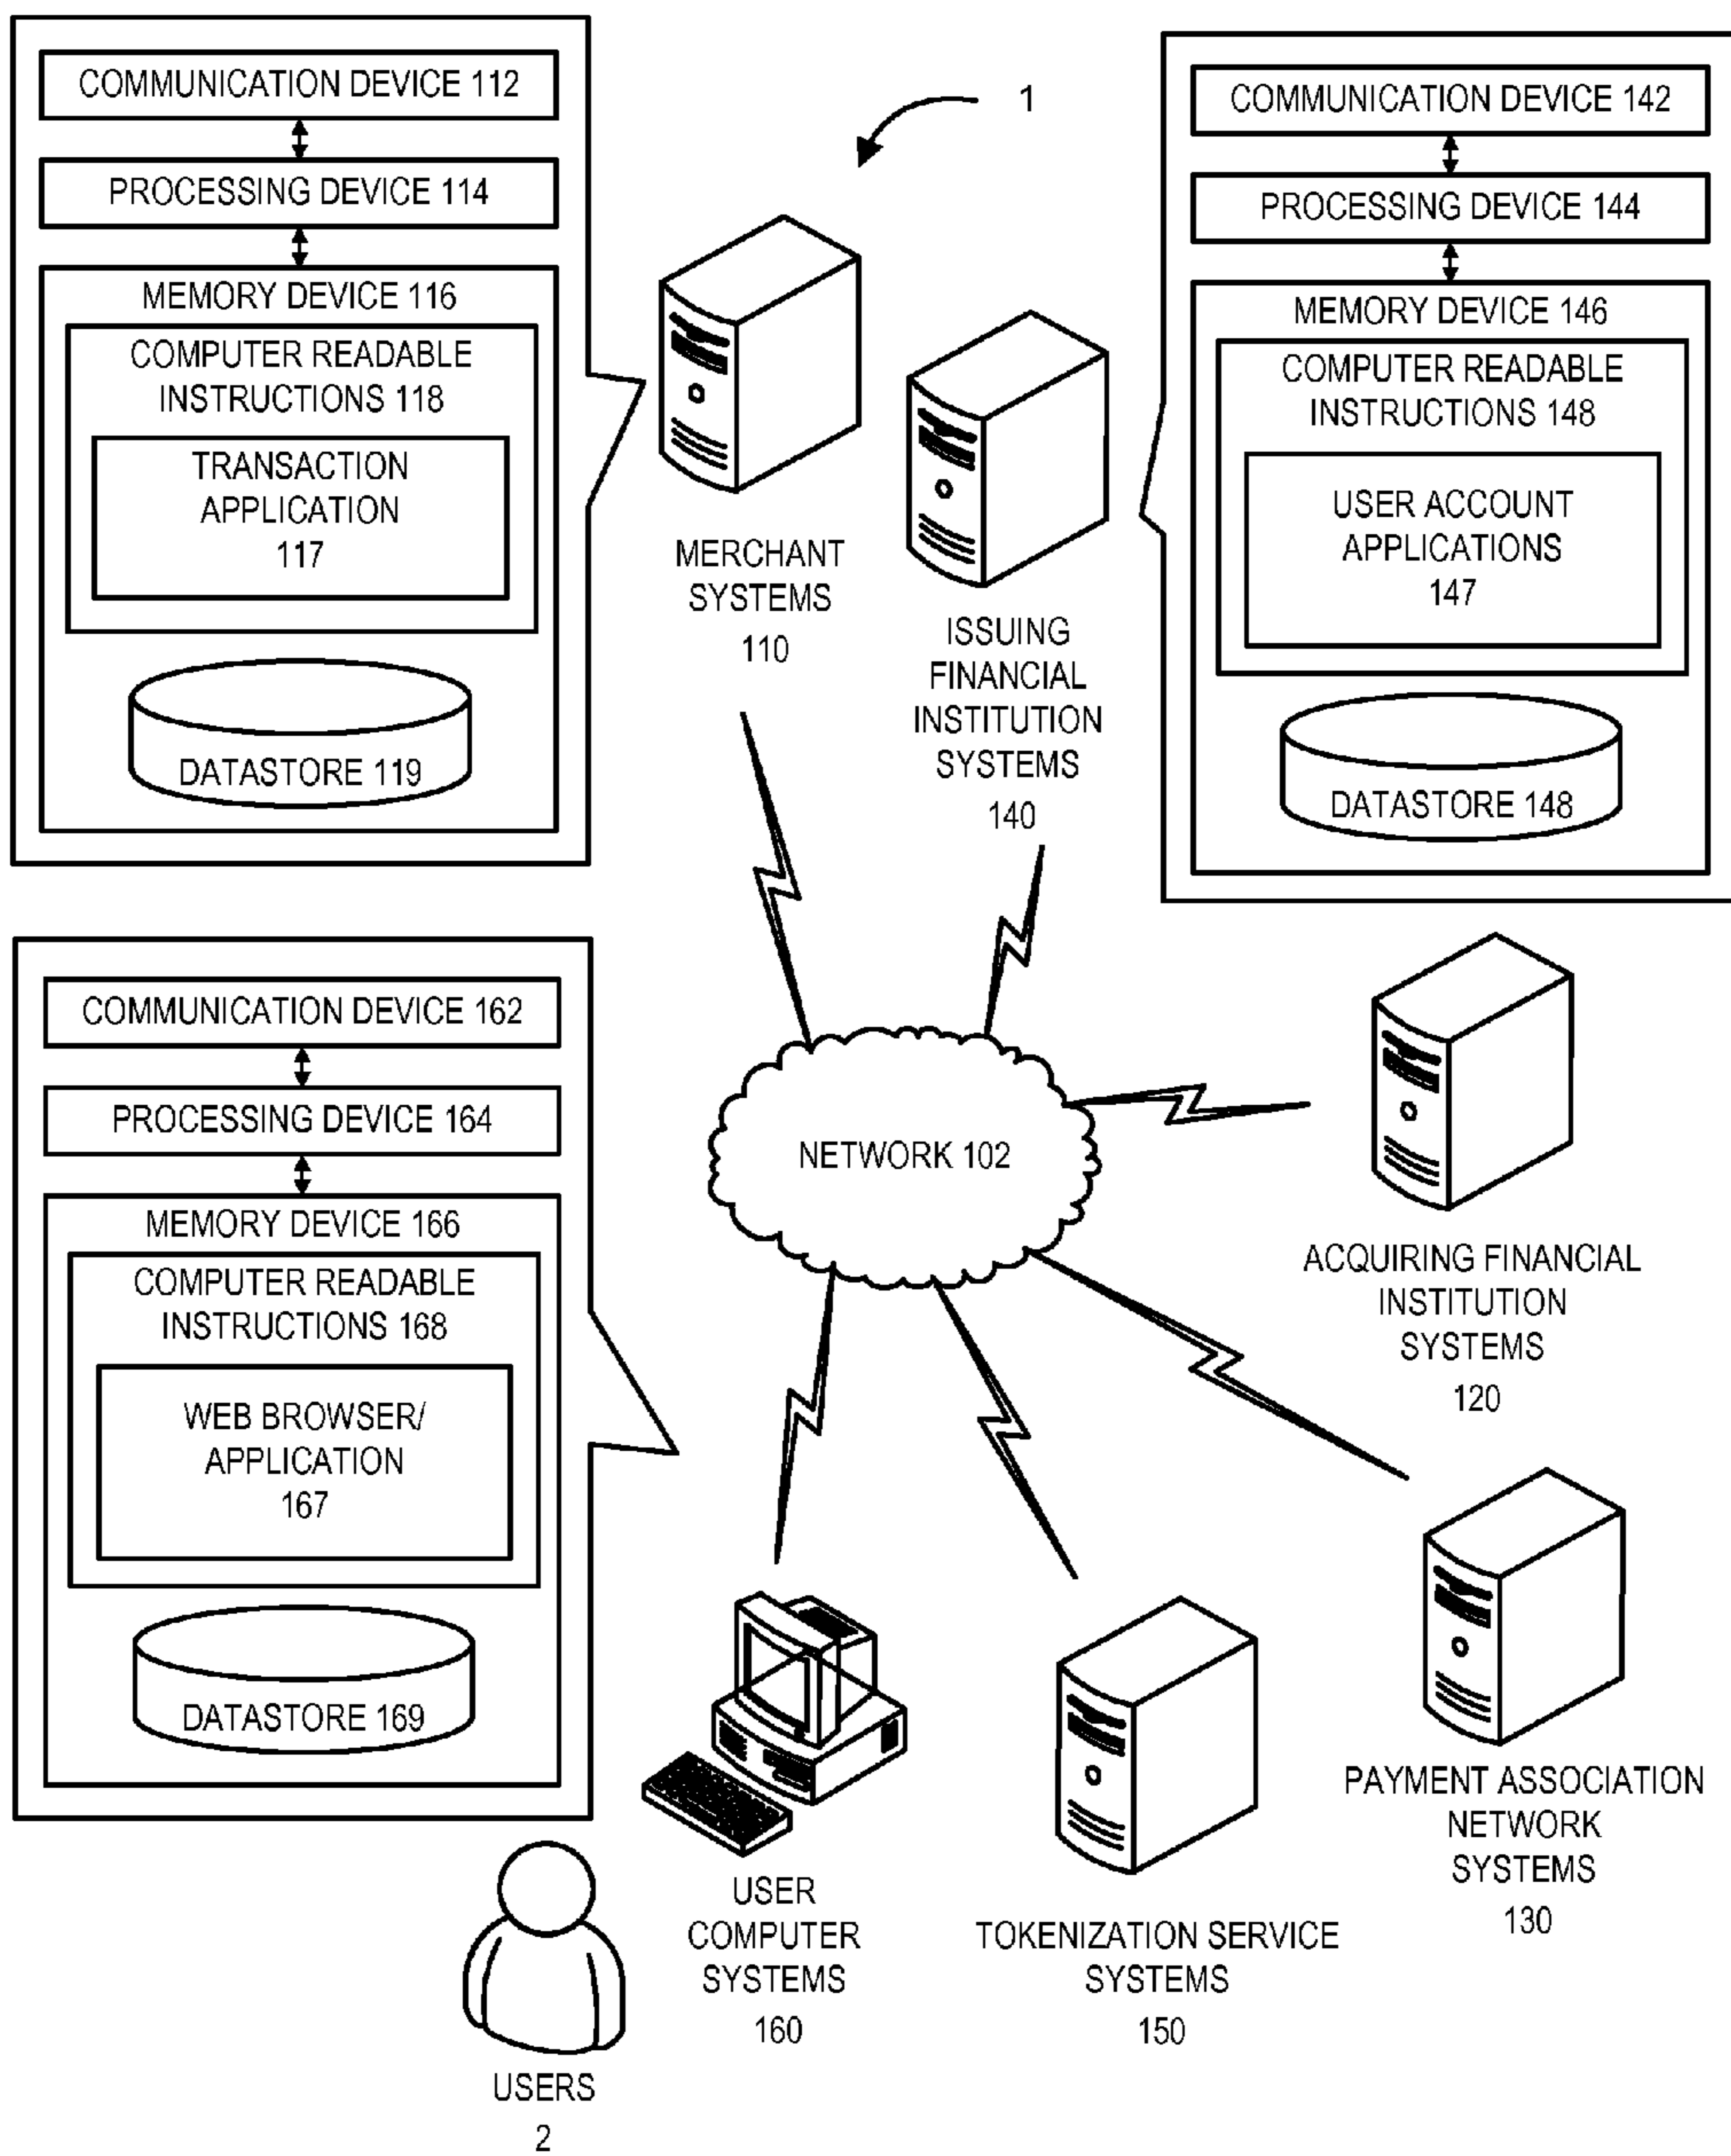 COMMUNICATION DEVICE 112
PROCESSING DEVICE 114
MEMORY DEVICE 116
COMPUTER READABLE
INSTRUCTIONS 118
TRANSACTION
APPLICATION
117
DATASTORE 119
1
MERCHANT
SYSTEMS
110
ISSUING
FINANCIAL
INSTITUTION
SYSTEMS
140
COMMUNICATION DEVICE 142
PROCESSING DEVICE 144
MEMORY DEVICE 146
COMPUTER READABLE
INSTRUCTIONS 148
USER ACCOUNT
APPLICATIONS
147
DATASTORE 148
COMMUNICATION DEVICE 162
PROCESSING DEVICE 164
MEMORY DEVICE 166
COMPUTER READABLE
INSTRUCTIONS 168
WEB BROWSER/
APPLICATION
167
DATASTORE 169
NETWORK 102
ACQUIRING FINANCIAL
INSTITUTION
SYSTEMS
120
PAYMENT ASSOCIATION
NETWORK
SYSTEMS
130
TOKENIZATION SERVICE
SYSTEMS
150
USER
COMPUTER
SYSTEMS
160
USERS
2